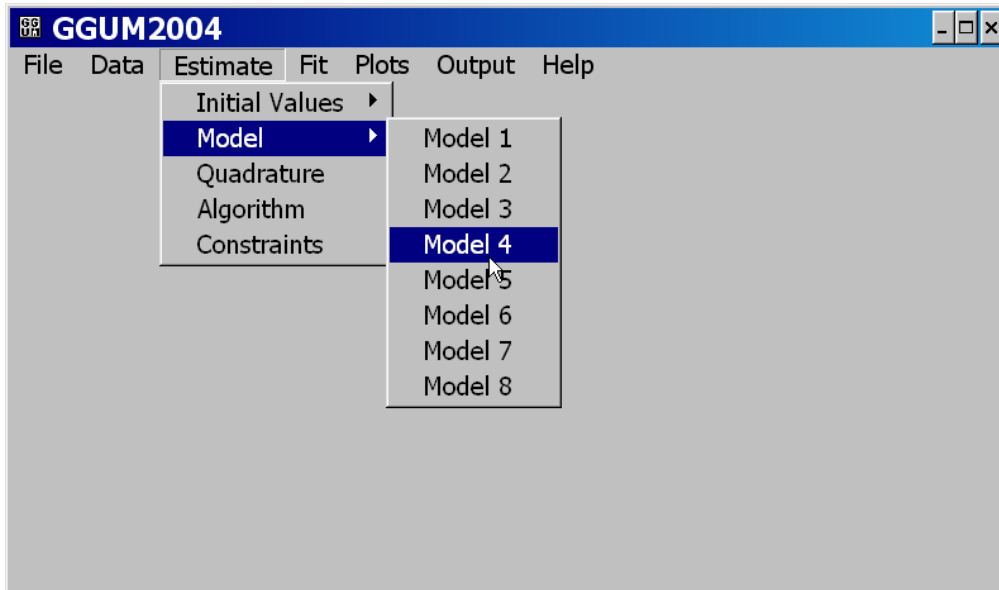 GGUM2004
File Data Estimate Fit Plots Output Help
Initial Values
Model
Quadrature
Algorithm
Constraints
Model 1
Model 2
Model 3
Model 4
Model 5
Model 6
Model 7
Model 8